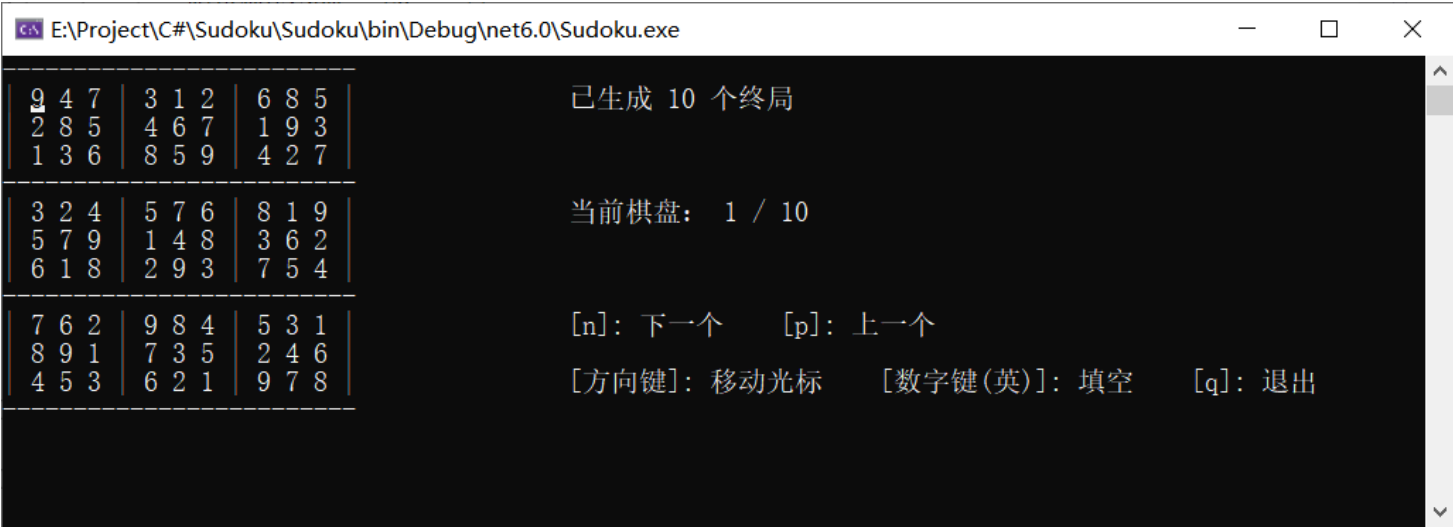 E:\Project\C#\Sudoku\Sudoku\bin\Debug\net6.0\Sudoku.exe
9 4 7 | 3 1 2 | 6 8 5 | 已生成 10 个终局
2 8 5 | 4 6 7 | 1 9 3
1 3 6 | 8 5 9 | 4 2 7
3 2 4 | 5 7 6 | 8 1 9 | 当前棋盘: 1 / 10
5 7 9 | 1 4 8 | 3 6 2
6 1 8 | 2 9 3 | 7 5 4
7 6 2 | 9 8 4 | 5 3 1 | [n]: 下一个 [p]: 上一个
8 9 1 | 7 3 5 | 2 4 6
4 5 3 | 6 2 1 | 9 7 8 | [方向键]: 移动光标 [数字键(英)]: 填空 [q]: 退出